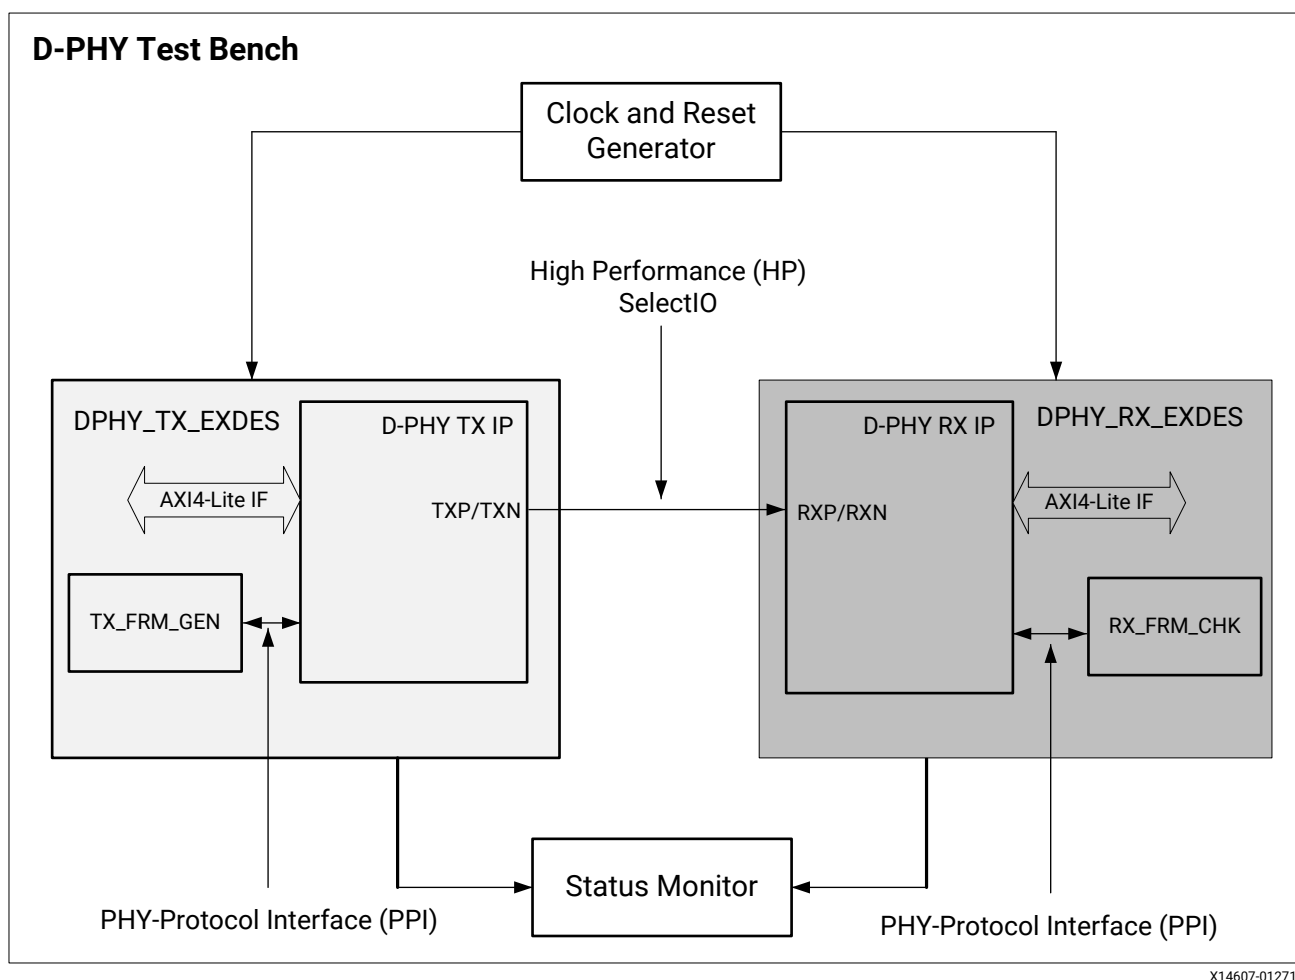 D-PHY Test Bench
Clock and Reset
Generator
High Performance (HP)
SelectIO
DPHY_TX_EXDES
D-PHY TX IP
AXI4-Lite IF
TXP/TXN
TX_FRM_GEN
D-PHY RX IP
DPHY_RX_EXDES
RXP/RXN
AXI4-Lite IF
RX_FRM_CHK
Status Monitor
PHY-Protocol Interface (PPI)
PHY-Protocol Interface (PPI)
X14607-01271